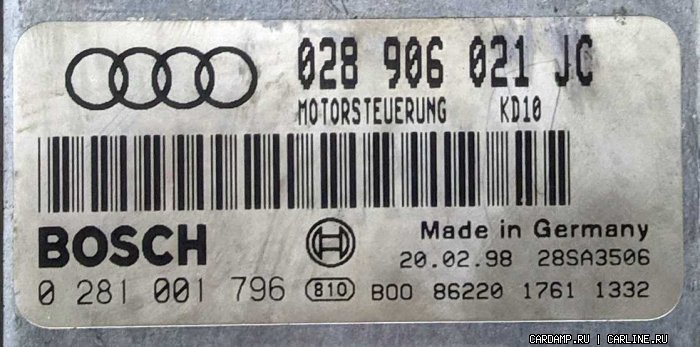 028 906 021 JC
MOTORSTEUERUNG KD10
BOSCH
Made in Germany
20.02.98 28SA3506
0 281 001 796 810 B00 86220 1761 1332
CARDAMP.RU | CARLINE.RU